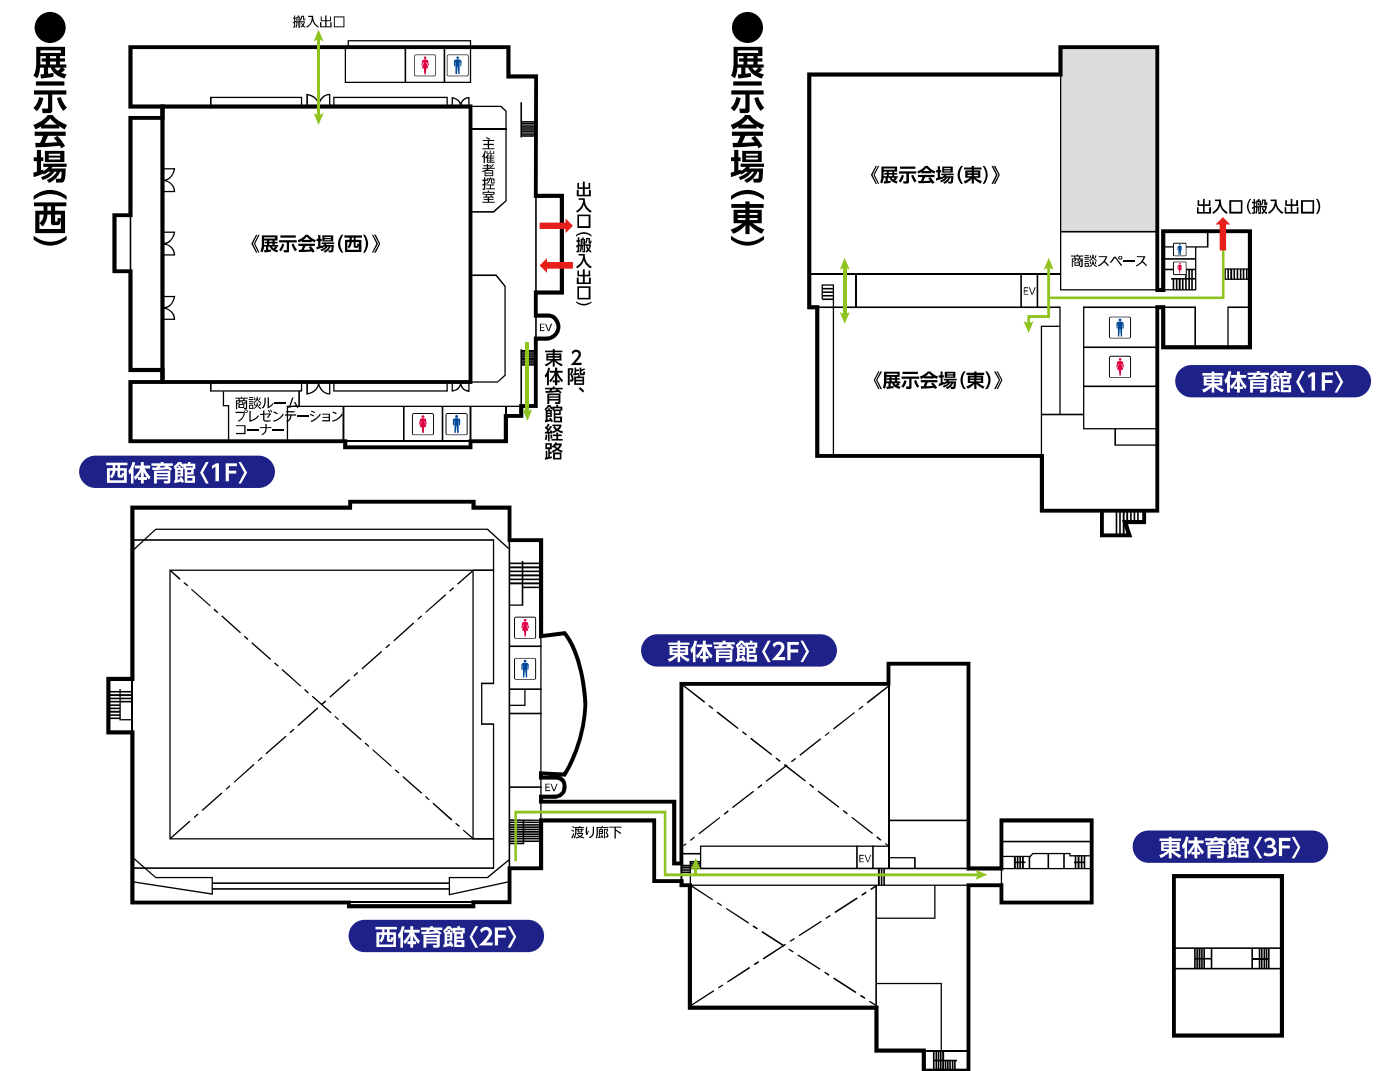 ●展示会場(西)
搬入出口
主催者控室
《展示会場(西)》
出入口(搬入出口)
EV
2階、
東体育館経路
商談ルーム
プレゼンテーション
コーナー
西体育館〈1F〉
●展示会場(東)
《展示会場(東)》
出入口(搬入出口)
商談スペース
EV
《展示会場(東)》
東体育館〈1F〉
EV
渡り廊下
西体育館〈2F〉
東体育館〈2F〉
EV
東体育館〈3F〉